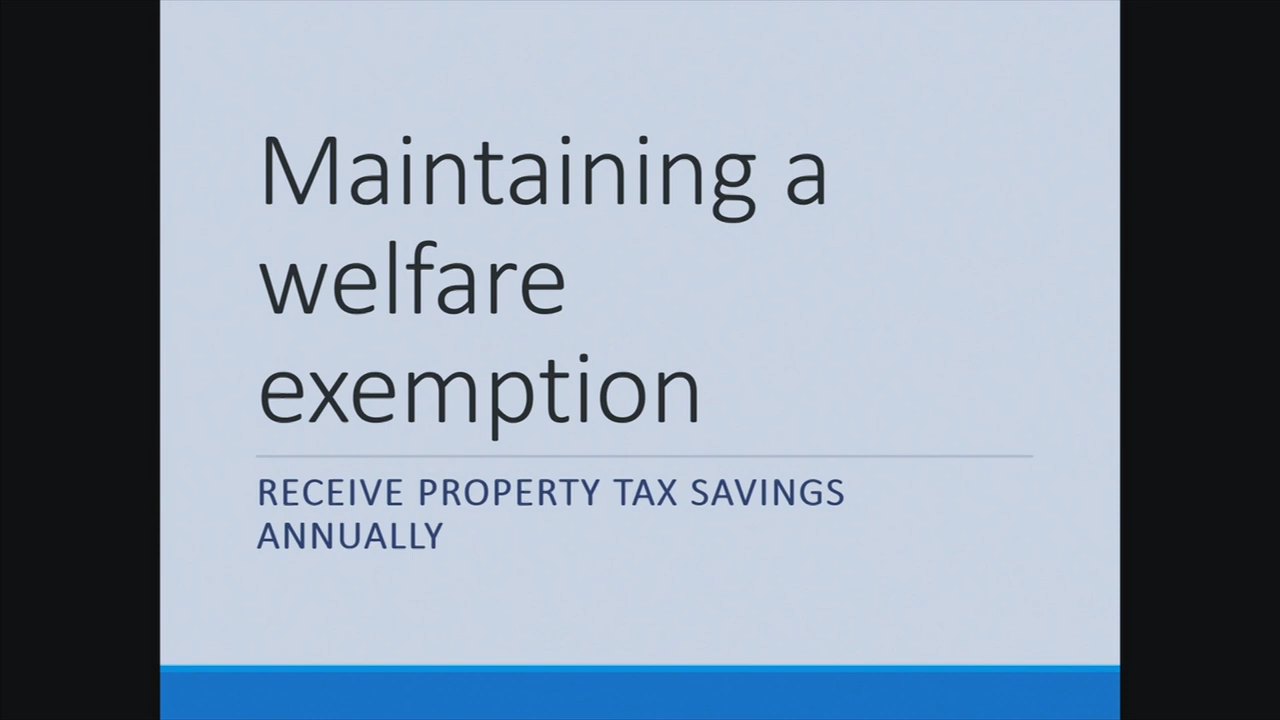 Maintaining a
welfare
exemption
RECEIVE PROPERTY TAX SAVINGS
ANNUALLY